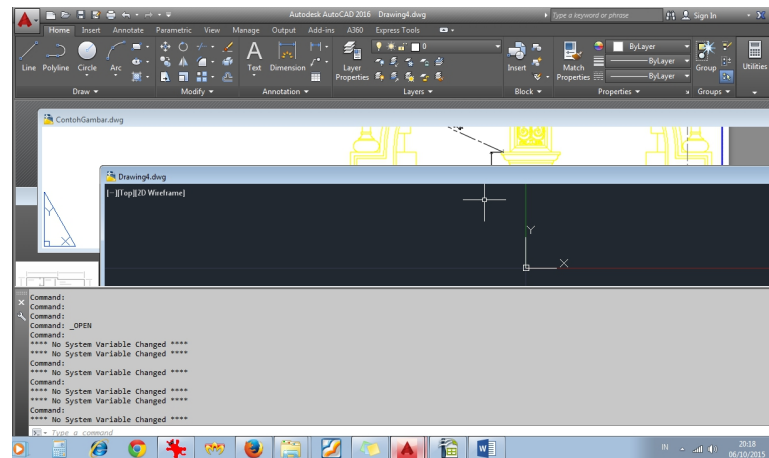 Autodesk AutoCAD 2016 Drawing4.dwg
Type a keyword or phrase
Sign In
Home Insert Annotate Parametric View Manage Output Add-ins A360 Express Tools
Line Polyline Circle Arc
Text Dimension
Layer Properties
0
Insert
Match Properties
ByLayer
ByLayer
ByLayer
Group
Utilities
Draw Modify Annotation Layers Block Properties Groups
ContohGambar.dwg
Drawing4.dwg
[-][Top][2D Wireframe]
Y
X
Y
X
Command:
Command:
Command:
Command: _OPEN
Command:
**** No System Variable Changed ****
**** No System Variable Changed ****
Command:
**** No System Variable Changed ****
Command:
**** No System Variable Changed ****
**** No System Variable Changed ****
Command:
**** No System Variable Changed ****
Type a command
IN
20:18
06/10/2015